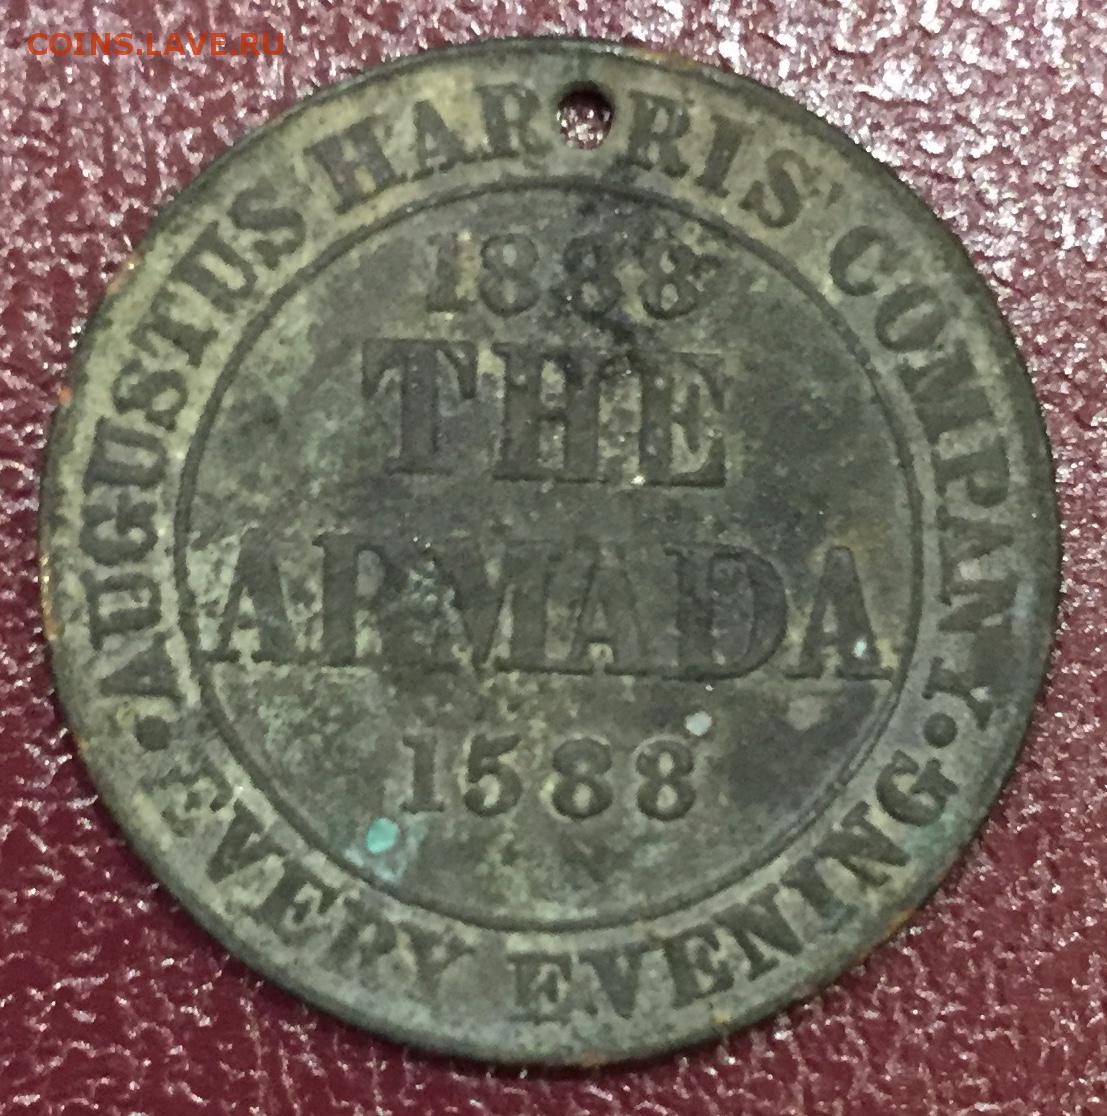 COINS.LAVE.RU
AUGUSTUS HARRIS' COMPANY
1888
THE
ARMADA
1588
• EVERY EVENING •